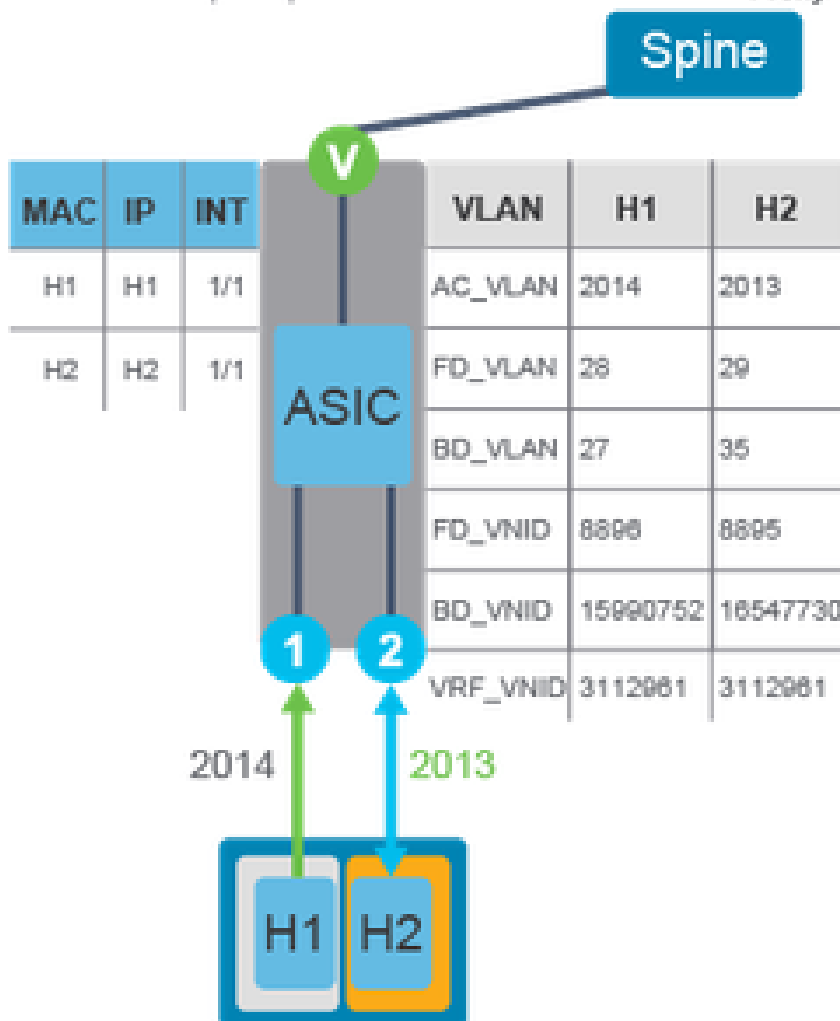 Spine
V
MAC IP INT
H1 H1 1/1
H2 H2 1/1
ASIC
VLAN H1 H2
AC_VLAN 2014 2013
FD_VLAN 28 29
BD_VLAN 27 35
FD_VNID 8896 8895
BD_VNID 15990752 16547730
VRF_VNID 3112961 3112961
1 2
2014 2013
H1 H2